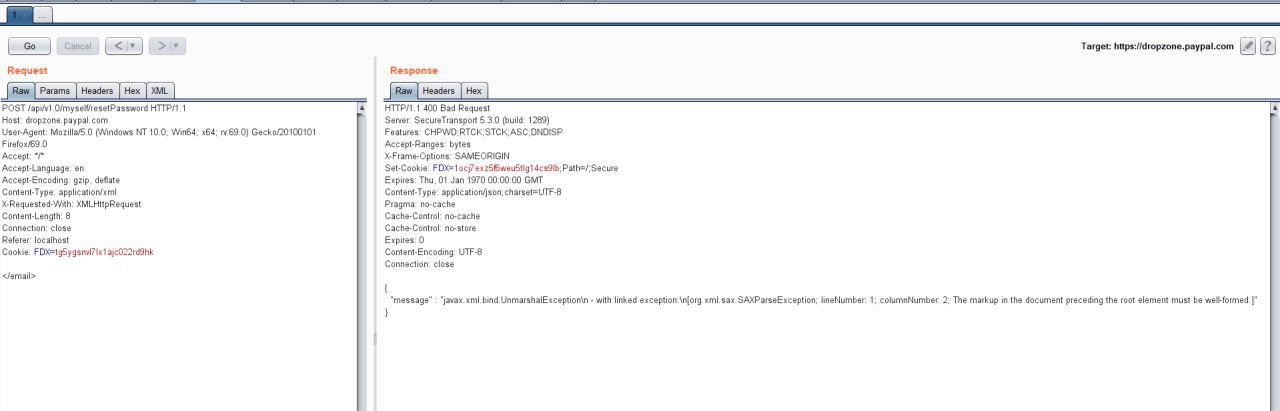 1 × ...
Go Cancel < | ▼ > | ▼ Target: https://dropzone.paypal.com ?
Request
Raw Params Headers Hex XML
POST /api/v1.0/myself/resetPassword HTTP/1.1
Host: dropzone.paypal.com
User-Agent: Mozilla/5.0 (Windows NT 10.0; Win64; x64; rv:69.0) Gecko/20100101
Firefox/69.0
Accept: */*
Accept-Language: en
Accept-Encoding: gzip, deflate
Content-Type: application/xml
X-Requested-With: XMLHttpRequest
Content-Length: 8
Connection: close
Referer: localhost
Cookie: FDX=tg5ygsnvl7lx1ajc022rd9hk
</email>
Response
Raw Headers Hex
HTTP/1.1 400 Bad Request
Server: SecureTransport 5.3.0 (build: 1289)
Features: CHPWD;RTCK;STCK;ASC;DNDISP
Accept-Ranges: bytes
X-Frame-Options: SAMEORIGIN
Set-Cookie: FDX=1ocj7exz5f6weu5tlg14cs9lb;Path=/;Secure
Expires: Thu, 01 Jan 1970 00:00:00 GMT
Content-Type: application/json;charset=UTF-8
Pragma: no-cache
Cache-Control: no-cache
Cache-Control: no-store
Expires: 0
Content-Encoding: UTF-8
Connection: close
{
"message" : "javax.xml.bind.UnmarshalException\n - with linked exception:\n[org.xml.sax.SAXParseException; lineNumber: 1; columnNumber: 2; The markup in the document preceding the root element must be well-formed.]"
}